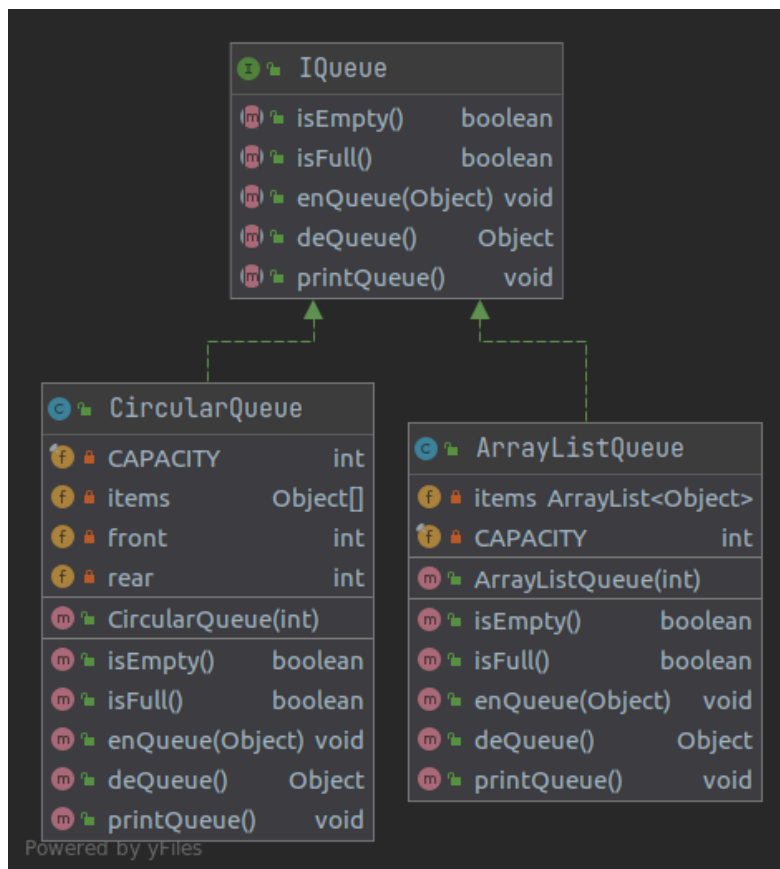 IQueue
isEmpty() boolean
isFull() boolean
enQueue(Object) void
deQueue() Object
printQueue() void
CircularQueue
CAPACITY int
items Object[]
front int
rear int
CircularQueue(int)
isEmpty() boolean
isFull() boolean
enQueue(Object) void
deQueue() Object
printQueue() void
ArrayListQueue
items ArrayList<Object>
CAPACITY int
ArrayListQueue(int)
isEmpty() boolean
isFull() boolean
enQueue(Object) void
deQueue() Object
printQueue() void
Powered by yFiles